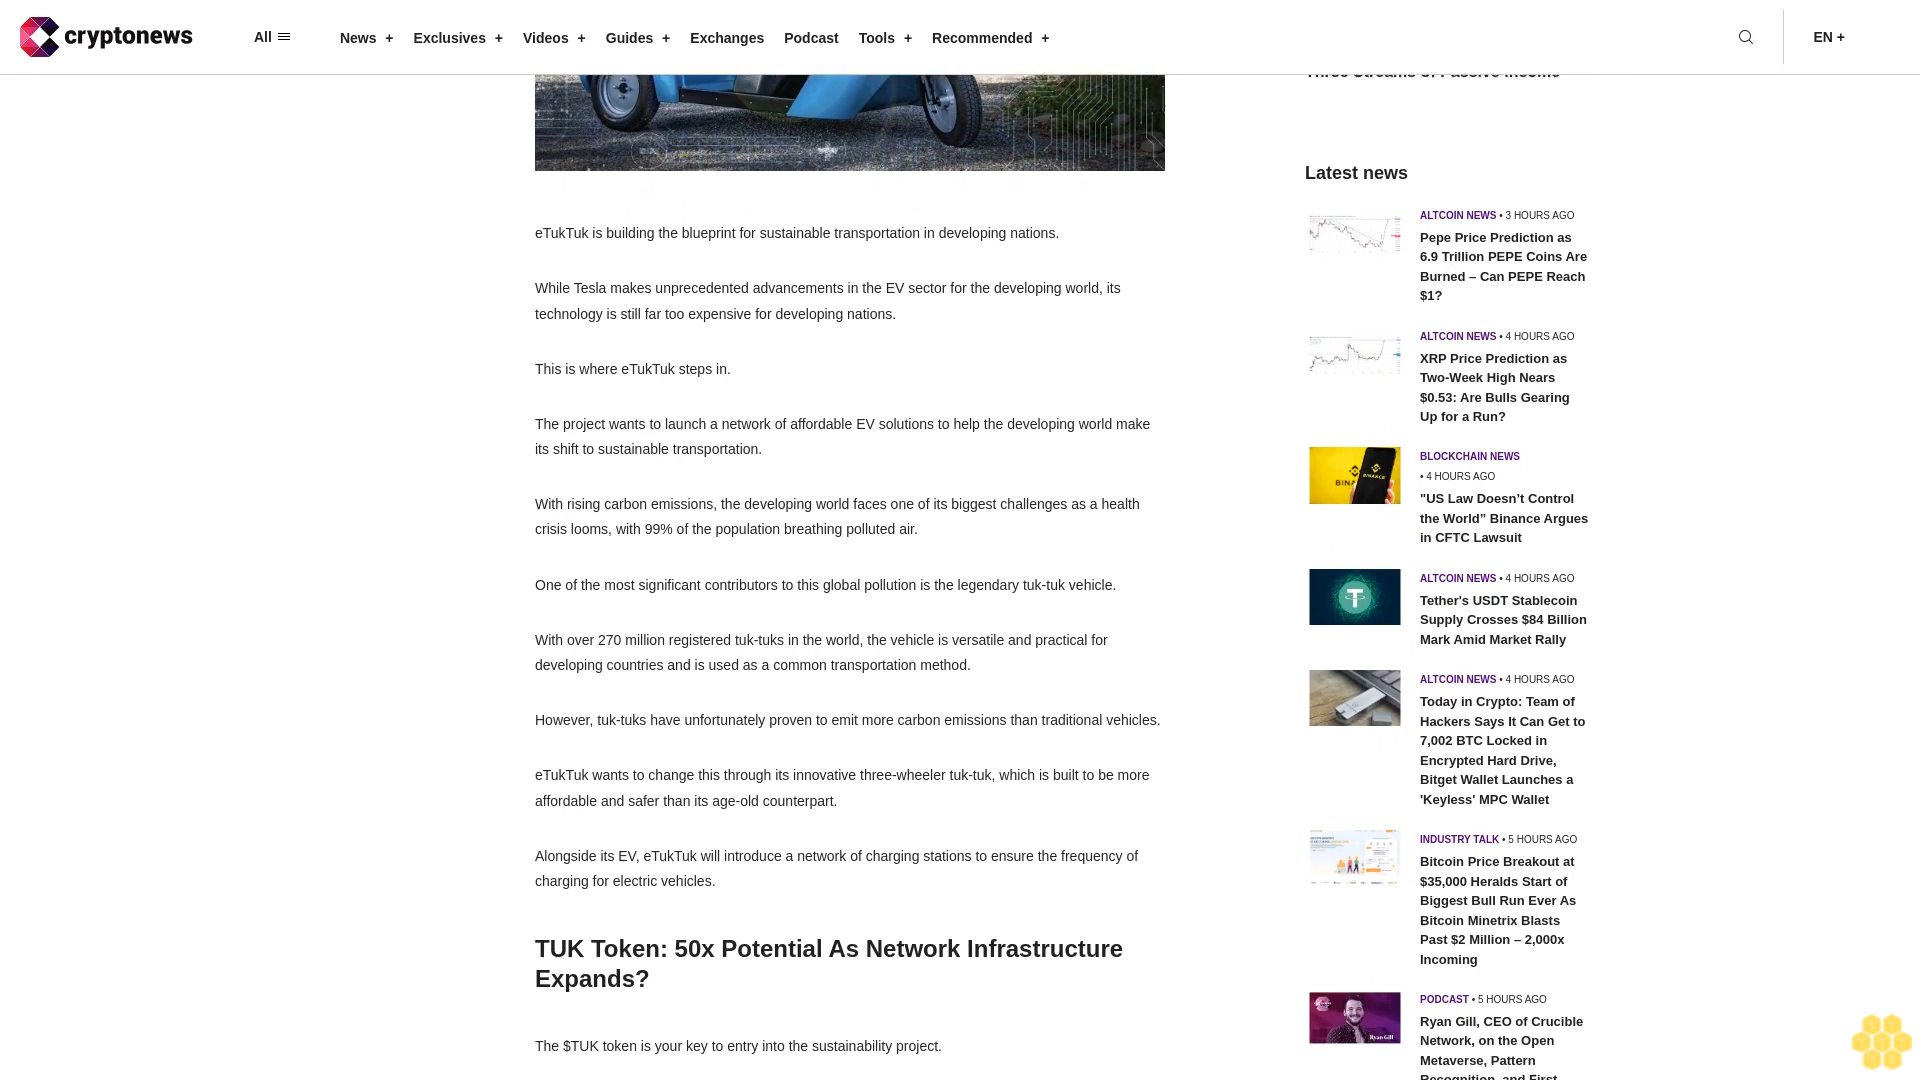 cryptonews
All
News +
Exclusives +
Videos +
Guides +
Exchanges
Podcast
Tools +
Recommended +
EN +
eTukTuk is building the blueprint for sustainable transportation in developing nations.
While Tesla makes unprecedented advancements in the EV sector for the developing world, its
technology is still far too expensive for developing nations.
This is where eTukTuk steps in.
The project wants to launch a network of affordable EV solutions to help the developing world make
its shift to sustainable transportation.
With rising carbon emissions, the developing world faces one of its biggest challenges as a health
crisis looms, with 99% of the population breathing polluted air.
One of the most significant contributors to this global pollution is the legendary tuk-tuk vehicle.
With over 270 million registered tuk-tuks in the world, the vehicle is versatile and practical for
developing countries and is used as a common transportation method.
However, tuk-tuks have unfortunately proven to emit more carbon emissions than traditional vehicles.
eTukTuk wants to change this through its innovative three-wheeler tuk-tuk, which is built to be more
affordable and safer than its age-old counterpart.
Alongside its EV, eTukTuk will introduce a network of charging stations to ensure the frequency of
charging for electric vehicles.
TUK Token: 50x Potential As Network Infrastructure
Expands?
The $TUK token is your key to entry into the sustainability project.
Three Streams of Passive Income
Latest news
ALTCOIN NEWS • 3 HOURS AGO
Pepe Price Prediction as
6.9 Trillion PEPE Coins Are
Burned – Can PEPE Reach
$1?
ALTCOIN NEWS • 4 HOURS AGO
XRP Price Prediction as
Two-Week High Nears
$0.53: Are Bulls Gearing
Up for a Run?
BINANCE
BLOCKCHAIN NEWS
• 4 HOURS AGO
"US Law Doesn’t Control
the World” Binance Argues
in CFTC Lawsuit
ALTCOIN NEWS • 4 HOURS AGO
Tether's USDT Stablecoin
Supply Crosses $84 Billion
Mark Amid Market Rally
ALTCOIN NEWS • 4 HOURS AGO
Today in Crypto: Team of
Hackers Says It Can Get to
7,002 BTC Locked in
Encrypted Hard Drive,
Bitget Wallet Launches a
'Keyless' MPC Wallet
INDUSTRY TALK • 5 HOURS AGO
Bitcoin Price Breakout at
$35,000 Heralds Start of
Biggest Bull Run Ever As
Bitcoin Minetrix Blasts
Past $2 Million – 2,000x
Incoming
Ryan Gill
PODCAST • 5 HOURS AGO
Ryan Gill, CEO of Crucible
Network, on the Open
Metaverse, Pattern
Recognition, and First